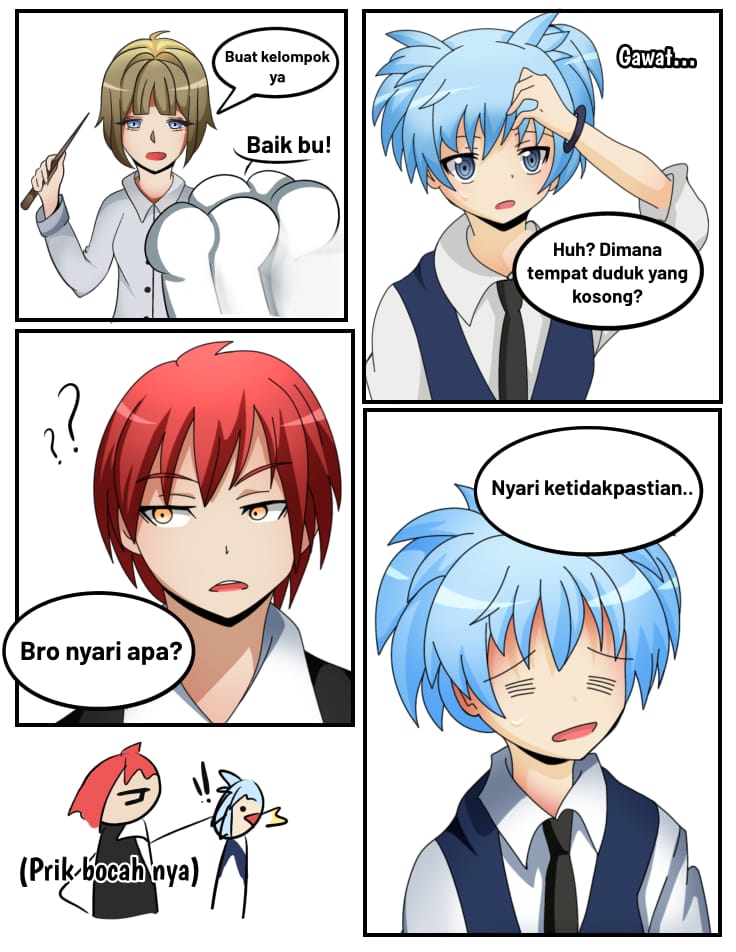 Buat kelompok
ya
Baik bu!
Gawat...
Huh? Dimana
tempat duduk yang
kosong?
??
Bro nyari apa?
Nyari ketidakpastian..
!!
(Prik bocah nya)